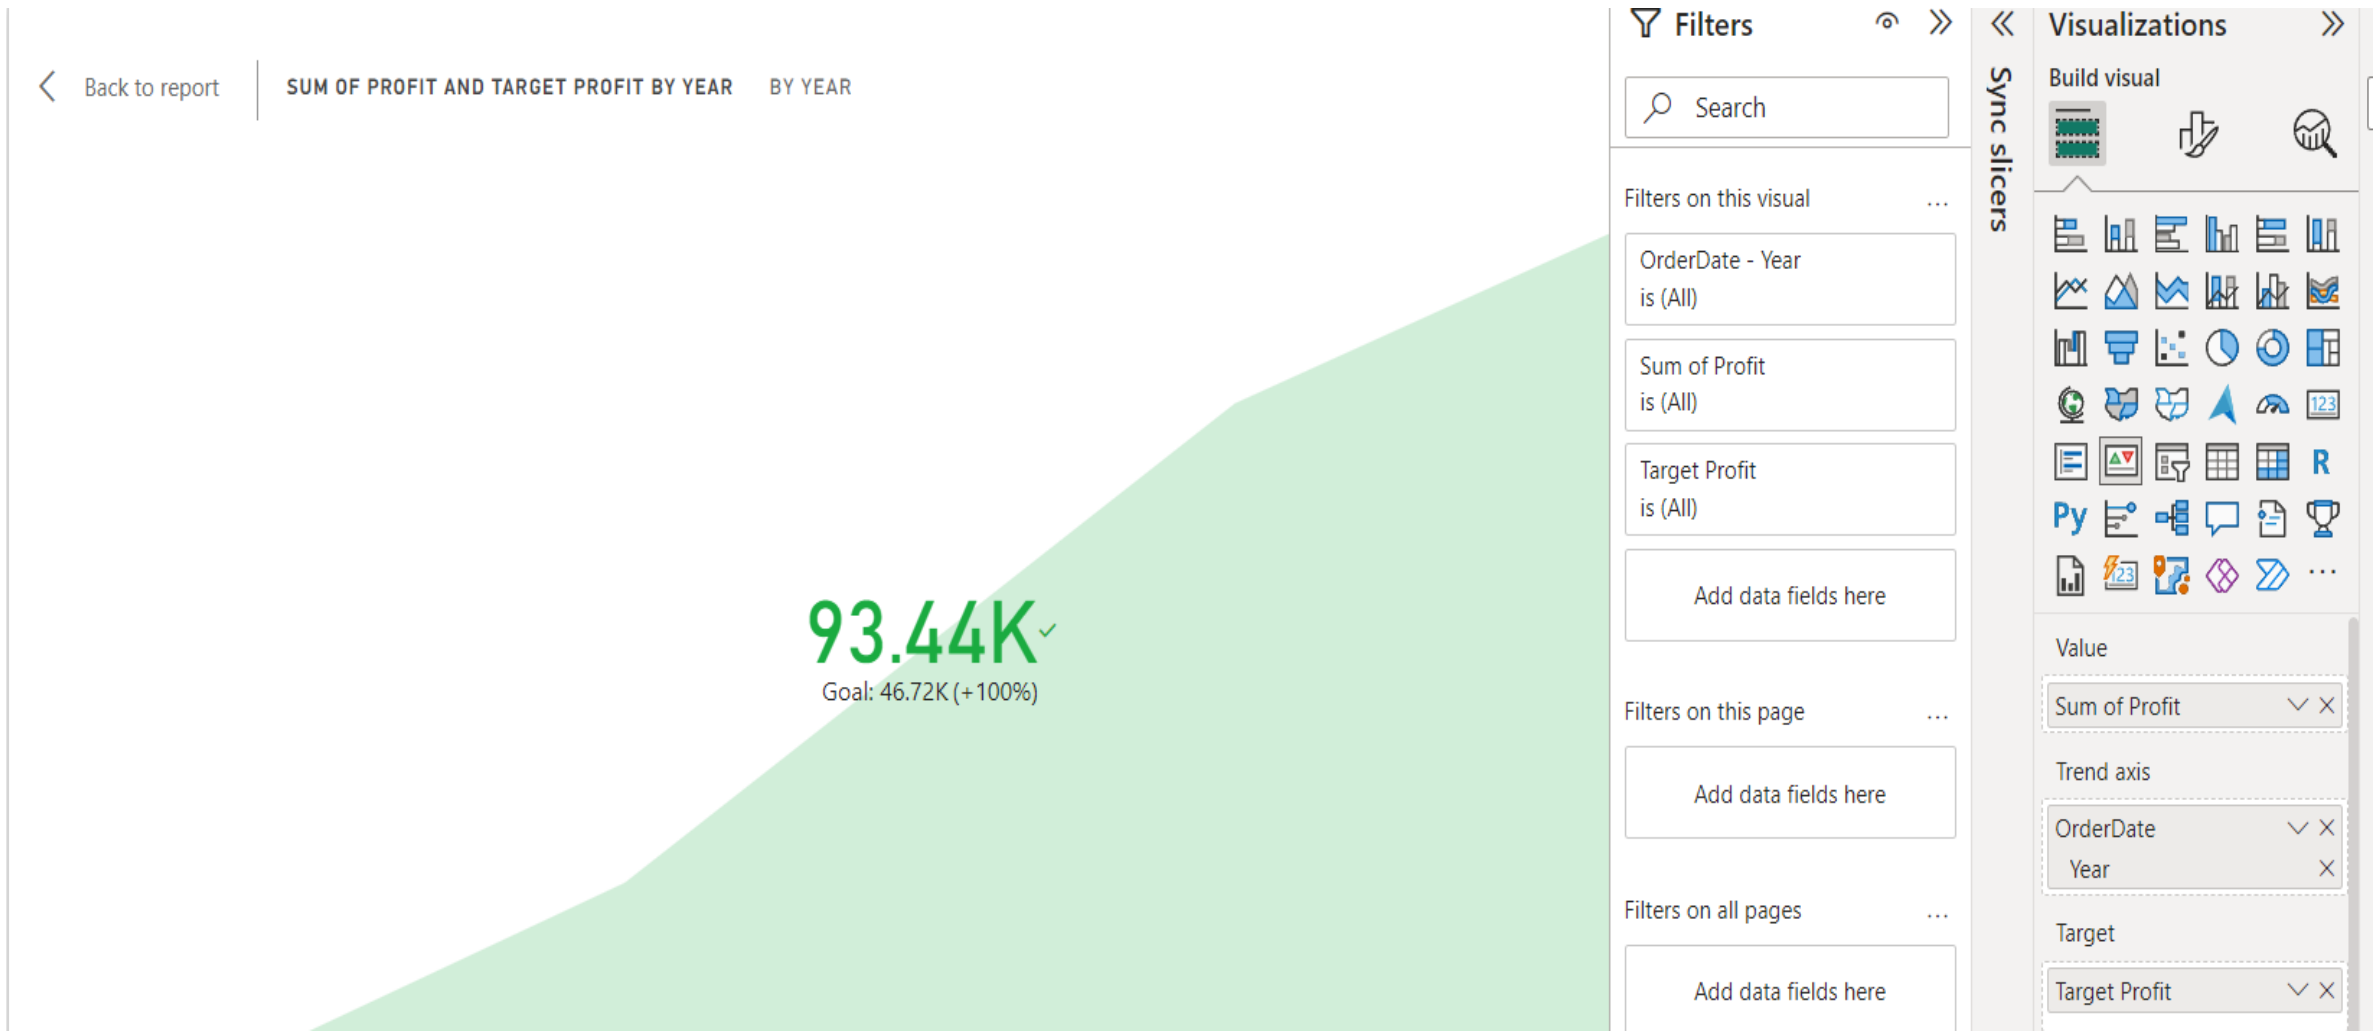 Back to report
SUM OF PROFIT AND TARGET PROFIT BY YEAR
BY YEAR
93.44K
Goal: 46.72K (+100%)
Filters
Search
Filters on this visual
...
OrderDate - Year
is (All)
Sum of Profit
is (All)
Target Profit
is (All)
Add data fields here
Filters on this page
...
Add data fields here
Filters on all pages
...
Add data fields here
Sync slicers
Visualizations
Build visual
123
R
Py
123
...
Value
Sum of Profit
Trend axis
OrderDate
Year
Target
Target Profit